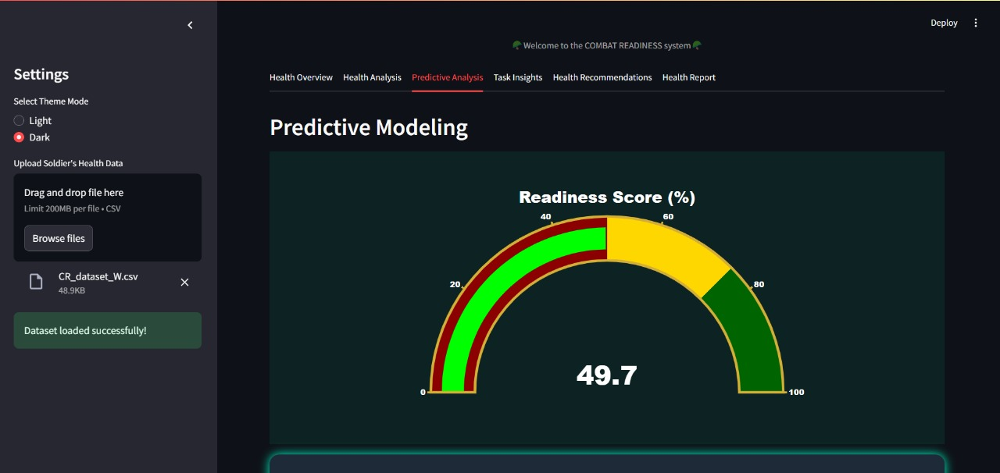 Deploy
🪖 Welcome to the COMBAT READINESS system 🪖
Settings
Select Theme Mode
Light
Dark
Upload Soldier's Health Data
Drag and drop file here
Limit 200MB per file • CSV
Browse files
CR_dataset_W.csv
48.9KB
Dataset loaded successfully!
Health Overview Health Analysis Predictive Analysis Task Insights Health Recommendations Health Report
Predictive Modeling
Readiness Score (%)
40 60
20 80
49.7
0 100